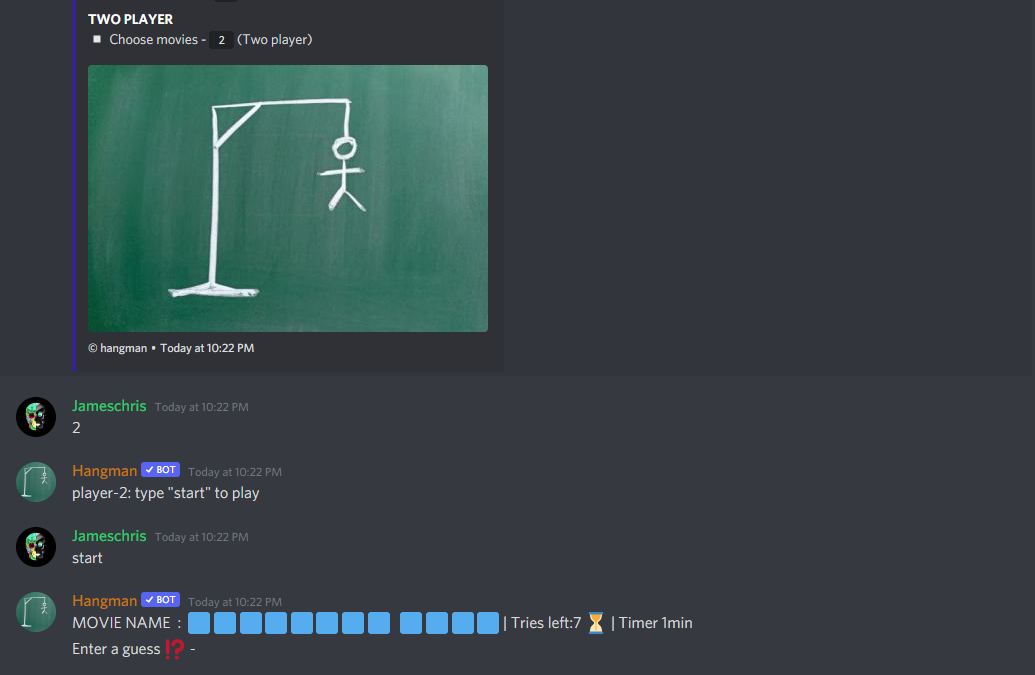 TWO PLAYER
Choose movies - 2 (Two player)
© hangman • Today at 10:22 PM
Jameschris Today at 10:22 PM
2
Hangman ✓ BOT Today at 10:22 PM
player-2: type "start" to play
Jameschris Today at 10:22 PM
start
Hangman ✓ BOT Today at 10:22 PM
MOVIE NAME : 🟦🟦🟦🟦🟦🟦🟦🟦 🟦🟦🟦🟦 | Tries left:7 ⏳ | Timer 1min
Enter a guess ⁉️ -